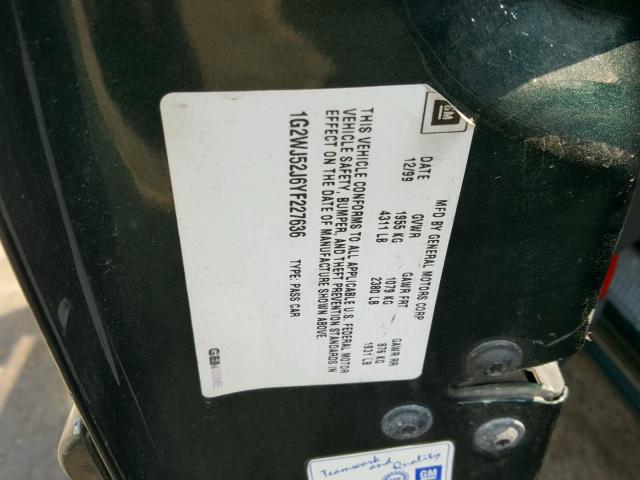 GM
MFD BY GENERAL MOTORS CORP
DATE GVWR GAWR FRT GAWR RR
12/99 1955 KG 1079 KG 876 KG
4311 LB 2380 LB 1931 LB
THIS VEHICLE CONFORMS TO ALL APPLICABLE U.S. FEDERAL MOTOR
VEHICLE SAFETY, BUMPER, AND THEFT PREVENTION STANDARDS IN
EFFECT ON THE DATE OF MANUFACTURE SHOWN ABOVE.
1G2WJ52J6YF227636 TYPE: PASS CAR
Teamwork and Quality
GM